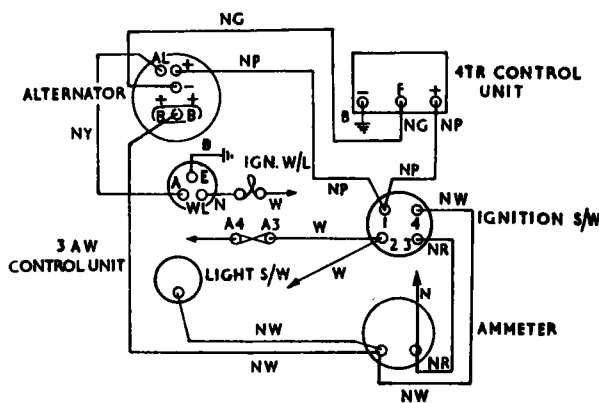 NG
AL + NP 4TR CONTROL
ALTERNATOR - - F + UNIT
+ + B NG NP
B B
NY
B
E IGN. W/L
A N W NP NP NW
WL
1 4 IGNITION S/W
A4 A3 W 2 3
NR
3 AW
CONTROL UNIT
LIGHT S/W W
N
NW AMMETER
NW NR
NW